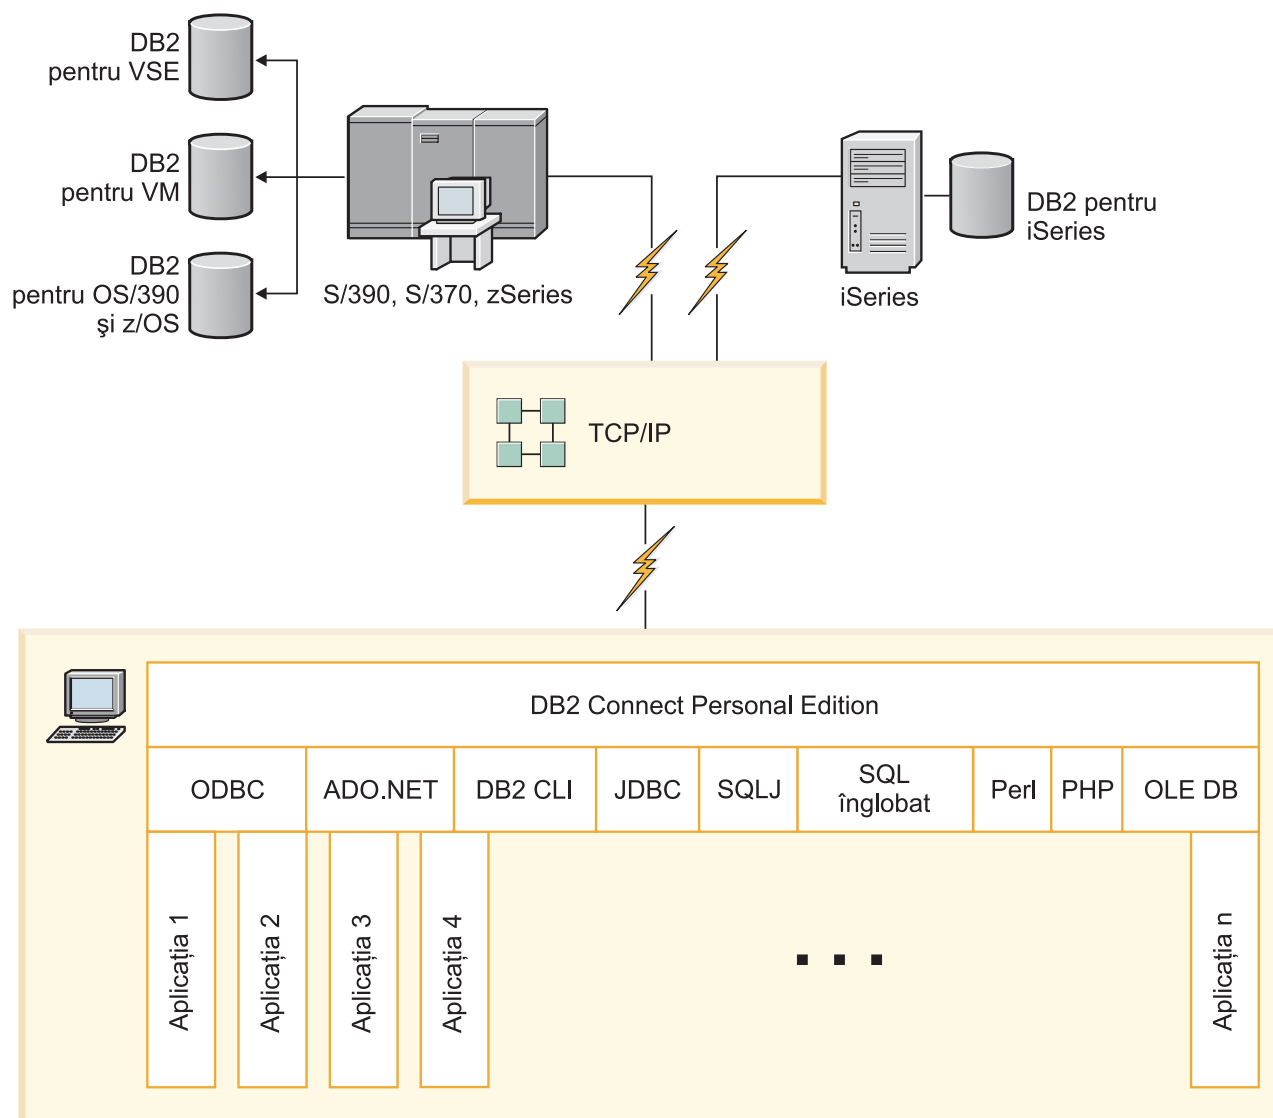 DB2
pentru VSE
DB2
pentru VM
DB2
pentru OS/390
şi z/OS
S/390, S/370, zSeries
iSeries
DB2 pentru
iSeries
TCP/IP
DB2 Connect Personal Edition
ODBC
ADO.NET
DB2 CLI
JDBC
SQLJ
SQL
înglobat
Perl
PHP
OLE DB
Aplicaţia 1
Aplicaţia 2
Aplicaţia 3
Aplicaţia 4
. . .
Aplicaţia n